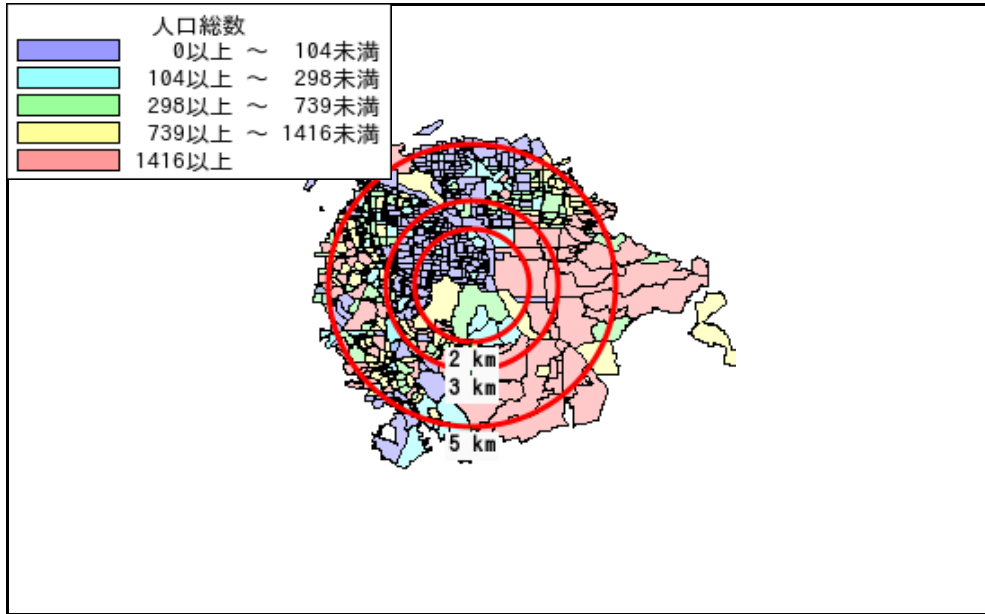 人口総数
0以上 ～ 104未満
104以上 ～ 298未満
298以上 ～ 739未満
739以上 ～ 1416未満
1416以上
2 km
3 km
5 km